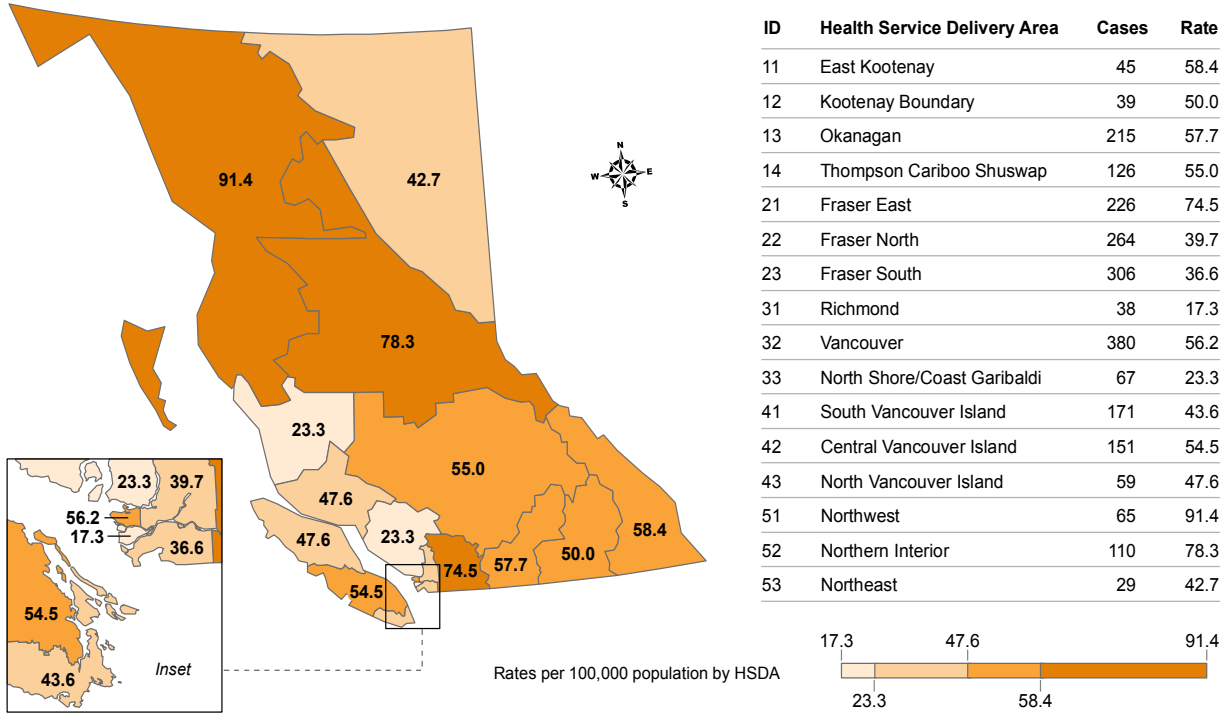 91.4
42.7
N
W E
S
78.3
23.3
55.0
47.6
47.6
23.3
58.4
74.5
57.7
50.0
54.5
23.3
39.7
56.2
17.3
36.6
54.5
43.6
Inset
ID Health Service Delivery Area Cases Rate
11 East Kootenay 45 58.4
12 Kootenay Boundary 39 50.0
13 Okanagan 215 57.7
14 Thompson Cariboo Shuswap 126 55.0
21 Fraser East 226 74.5
22 Fraser North 264 39.7
23 Fraser South 306 36.6
31 Richmond 38 17.3
32 Vancouver 380 56.2
33 North Shore/Coast Garibaldi 67 23.3
41 South Vancouver Island 171 43.6
42 Central Vancouver Island 151 54.5
43 North Vancouver Island 59 47.6
51 Northwest 65 91.4
52 Northern Interior 110 78.3
53 Northeast 29 42.7
Rates per 100,000 population by HSDA
17.3 47.6 91.4
23.3 58.4